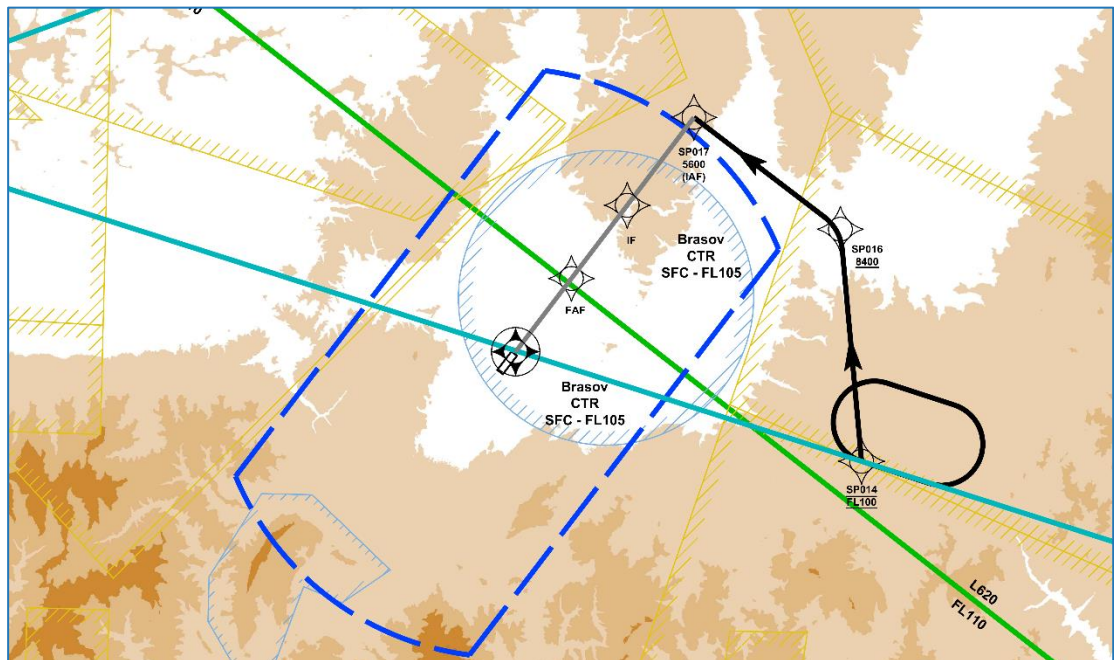 SP017
5600
(IAF)
IF
Brasov
CTR
SFC - FL105
SP016
8400
FAF
Brasov
CTR
SFC - FL105
SP014
FL100
L620
FL110